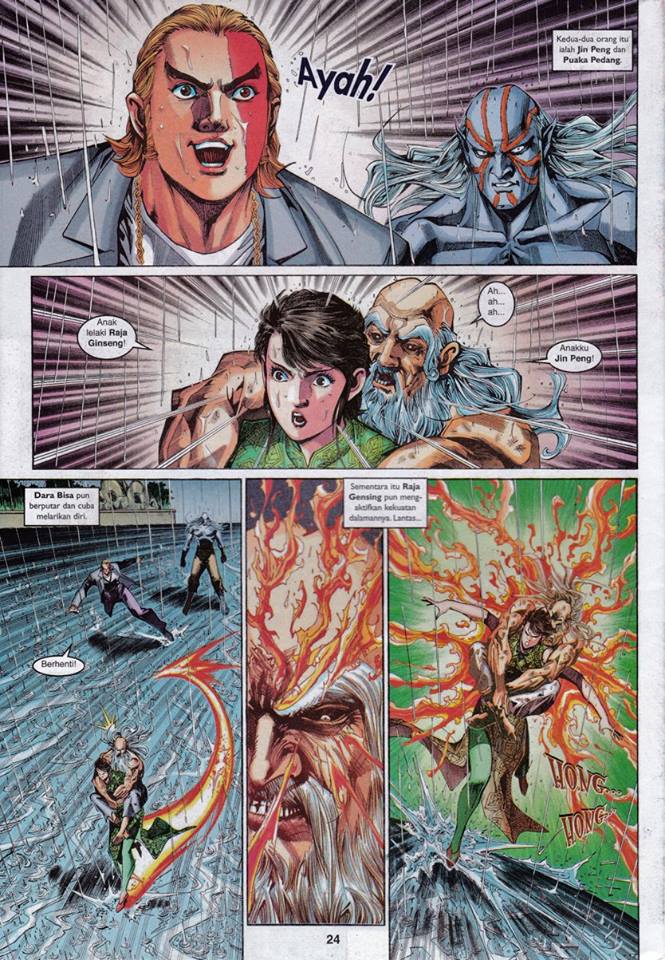 Kedua-dua orang itu
ialah Jin Peng dan
Puaka Pedang.
Ayah!
Anak
lelaki Raja
Ginseng!
Ah...
ah...
ah...
Anakku
Jin Peng!
Dara Bisa pun
berputar dan cuba
melarikan diri.
Berhenti!
Sementara itu Raja
Gensing pun meng-
aktifkan kekuatan
dalamannya. Lantas...
HONG...
HONG...
24